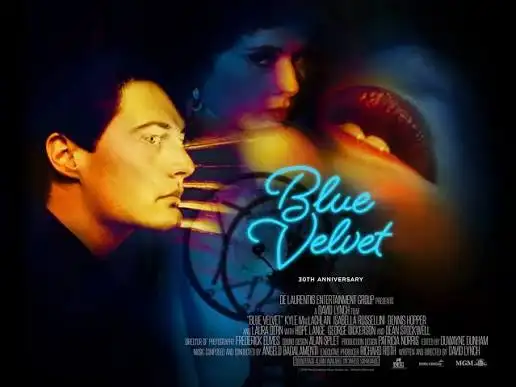 Blue
Velvet
30TH ANNIVERSARY
DE LAURENTIIS ENTERTAINMENT GROUP PRESENTS
A DAVID LYNCH FILM
"BLUE VELVET" KYLE MacLACHLAN ISABELLA ROSSELLINI DENNIS HOPPER
AND LAURA DERN WITH HOPE LANGE GEORGE DICKERSON AND DEAN STOCKWELL
DIRECTOR OF PHOTOGRAPHY FREDERICK ELMES SOUND DESIGN ALAN SPLET PRODUCTION DESIGN PATRICIA NORRIS EDITED BY DUWAYNE DUNHAM
MUSIC COMPOSED AND CONDUCTED BY ANGELO BADALAMENTI EXECUTIVE PRODUCER RICHARD ROTH WRITTEN AND DIRECTED BY DAVID LYNCH
MGM